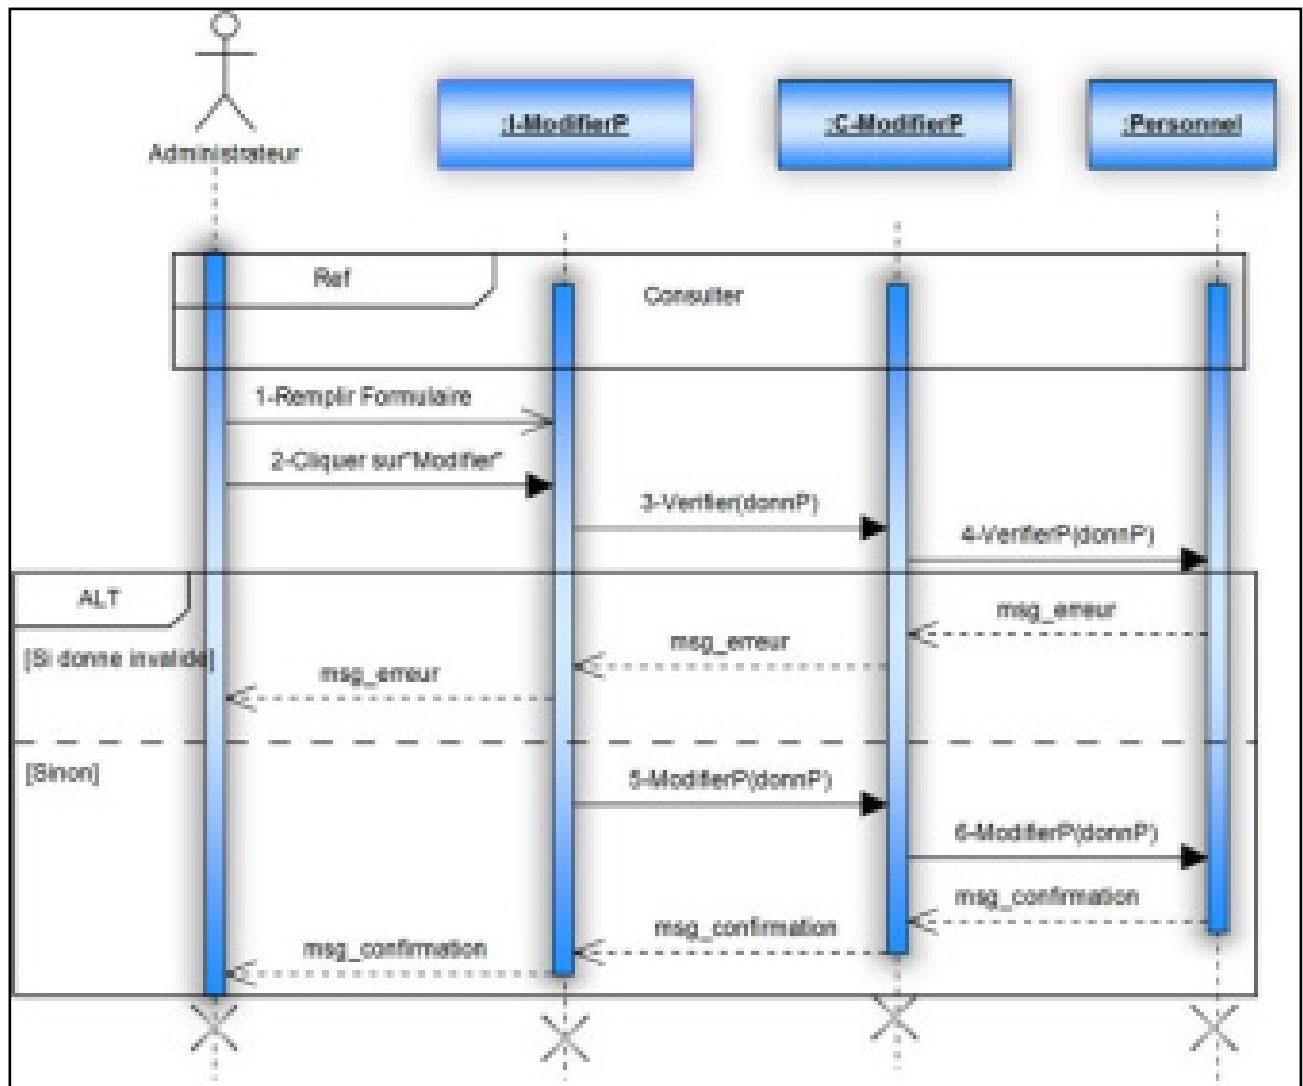 Administrateur
:I-ModifierP
:C-ModifierP
:Personnel
Ref
Consulter
1-Remplir Formulaire
2-Cliquer sur"Modifier"
3-Verifier(donnP)
4-VerifierP(donnP)
ALT
msg_erreur
msg_erreur
[Si donne invalide]
msg_erreur
[Sinon]
5-ModifierP(donnP)
6-ModifierP(donnP)
msg_confirmation
msg_confirmation
msg_confirmation